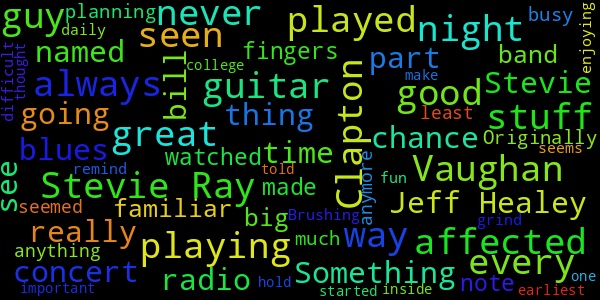 guy planning never played night busy enjoying
daily seen
named fingers part band
difficult thought always bill college guitar make good Stevie
going thing Clapton least stuff
great chance Originally
blues watched time seems
see remind told fun Vaughan
Stevie Ray made anymore
seemed familiar big Brushing Jeff Healey
really much way grind
anything playing affected
concert radio hold Something note every one
important started inside earliest